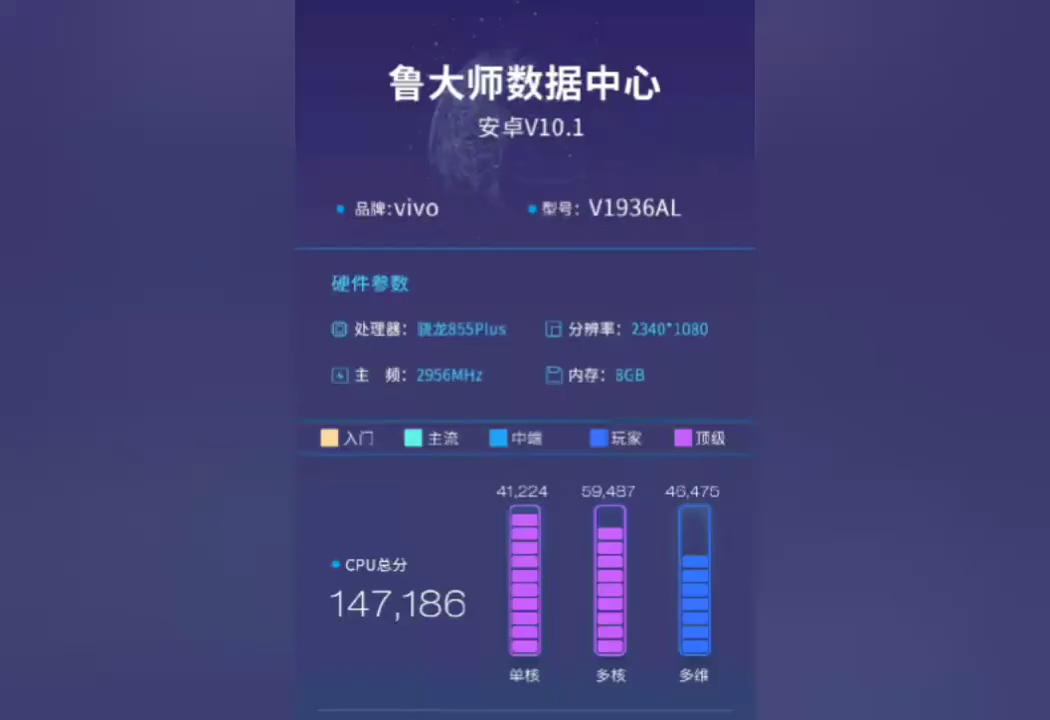 鲁大师数据中心
安卓V10.1
品牌:vivo 型号：V1936AL
硬件参数
处理器：骁龙855Plus 分辨率：2340*1080
主 频：2956MHz 内存：8GB
入门 主流 中端 玩家 顶级
41,224 59,487 46,475
CPU总分
147,186
单核 多核 多维